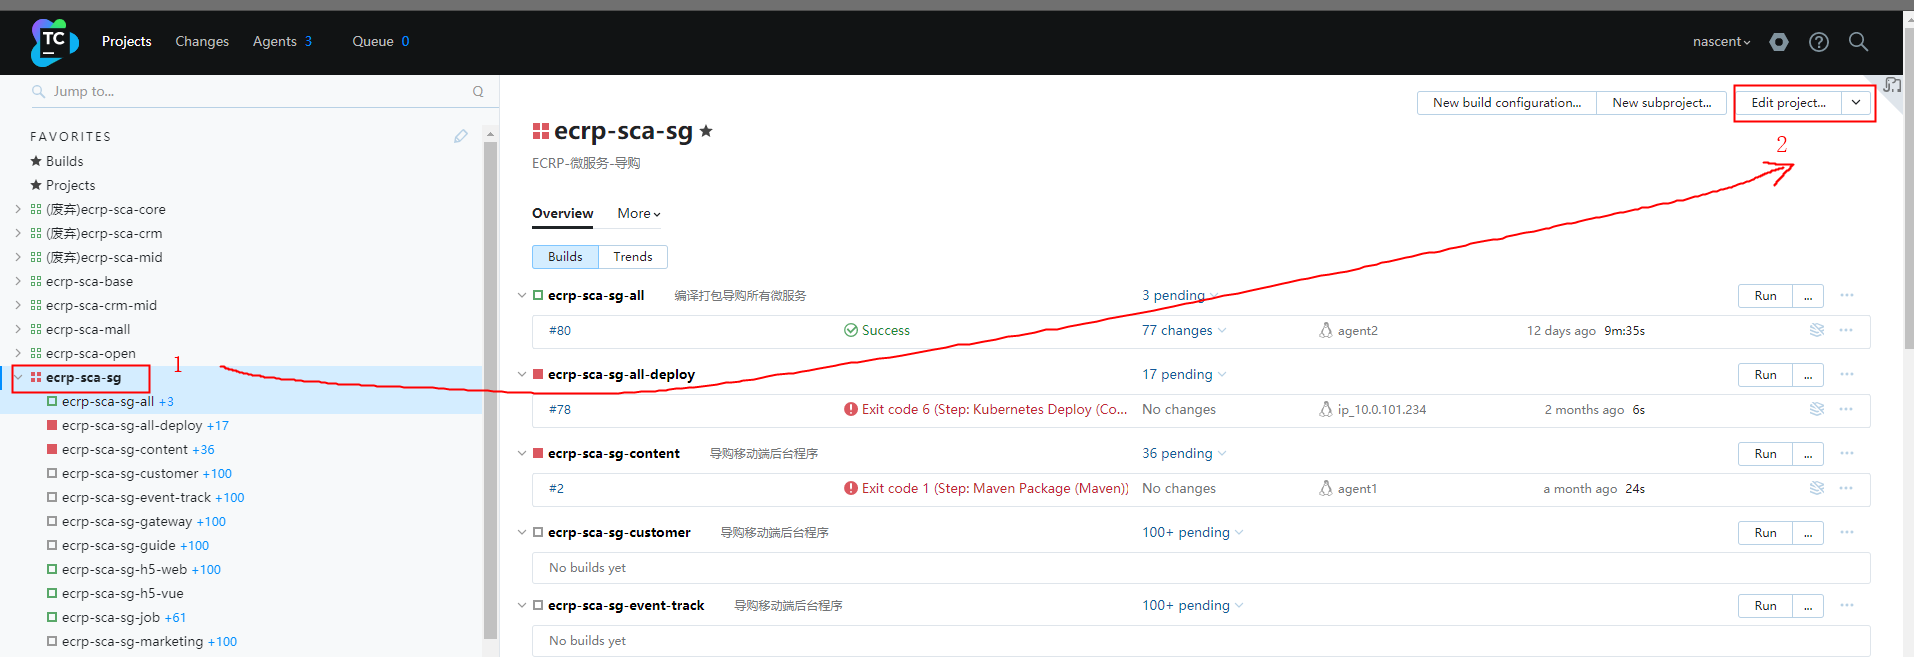 TC Projects Changes Agents 3 Queue 0 nascent
Jump to... Q
New build configuration... New subproject... Edit project...
FAVORITES
Builds
Projects
(废弃)ecrp-sca-core
(废弃)ecrp-sca-crm
(废弃)ecrp-sca-mid
ecrp-sca-base
ecrp-sca-crm-mid
ecrp-sca-mall
ecrp-sca-open
ecrp-sca-sg
1
ecrp-sca-sg-all +3
ecrp-sca-sg-all-deploy +17
ecrp-sca-sg-content +36
ecrp-sca-sg-customer +100
ecrp-sca-sg-event-track +100
ecrp-sca-sg-gateway +100
ecrp-sca-sg-guide +100
ecrp-sca-sg-h5-web +100
ecrp-sca-sg-h5-vue
ecrp-sca-sg-job +61
ecrp-sca-sg-marketing +100
ecrp-sca-sg
2
ECRP-微服务-导购
Overview More
Builds Trends
ecrp-sca-sg-all 编译打包导购所有微服务 3 pending Run ...
#80 Success 77 changes agent2 12 days ago 9m:35s
ecrp-sca-sg-all-deploy 17 pending Run ...
#78 Exit code 6 (Step: Kubernetes Deploy (Co... No changes ip_10.0.101.234 2 months ago 6s
ecrp-sca-sg-content 导购移动端后台程序 36 pending Run ...
#2 Exit code 1 (Step: Maven Package (Maven)) No changes agent1 a month ago 24s
ecrp-sca-sg-customer 导购移动端后台程序 100+ pending Run ...
No builds yet
ecrp-sca-sg-event-track 导购移动端后台程序 100+ pending Run ...
No builds yet